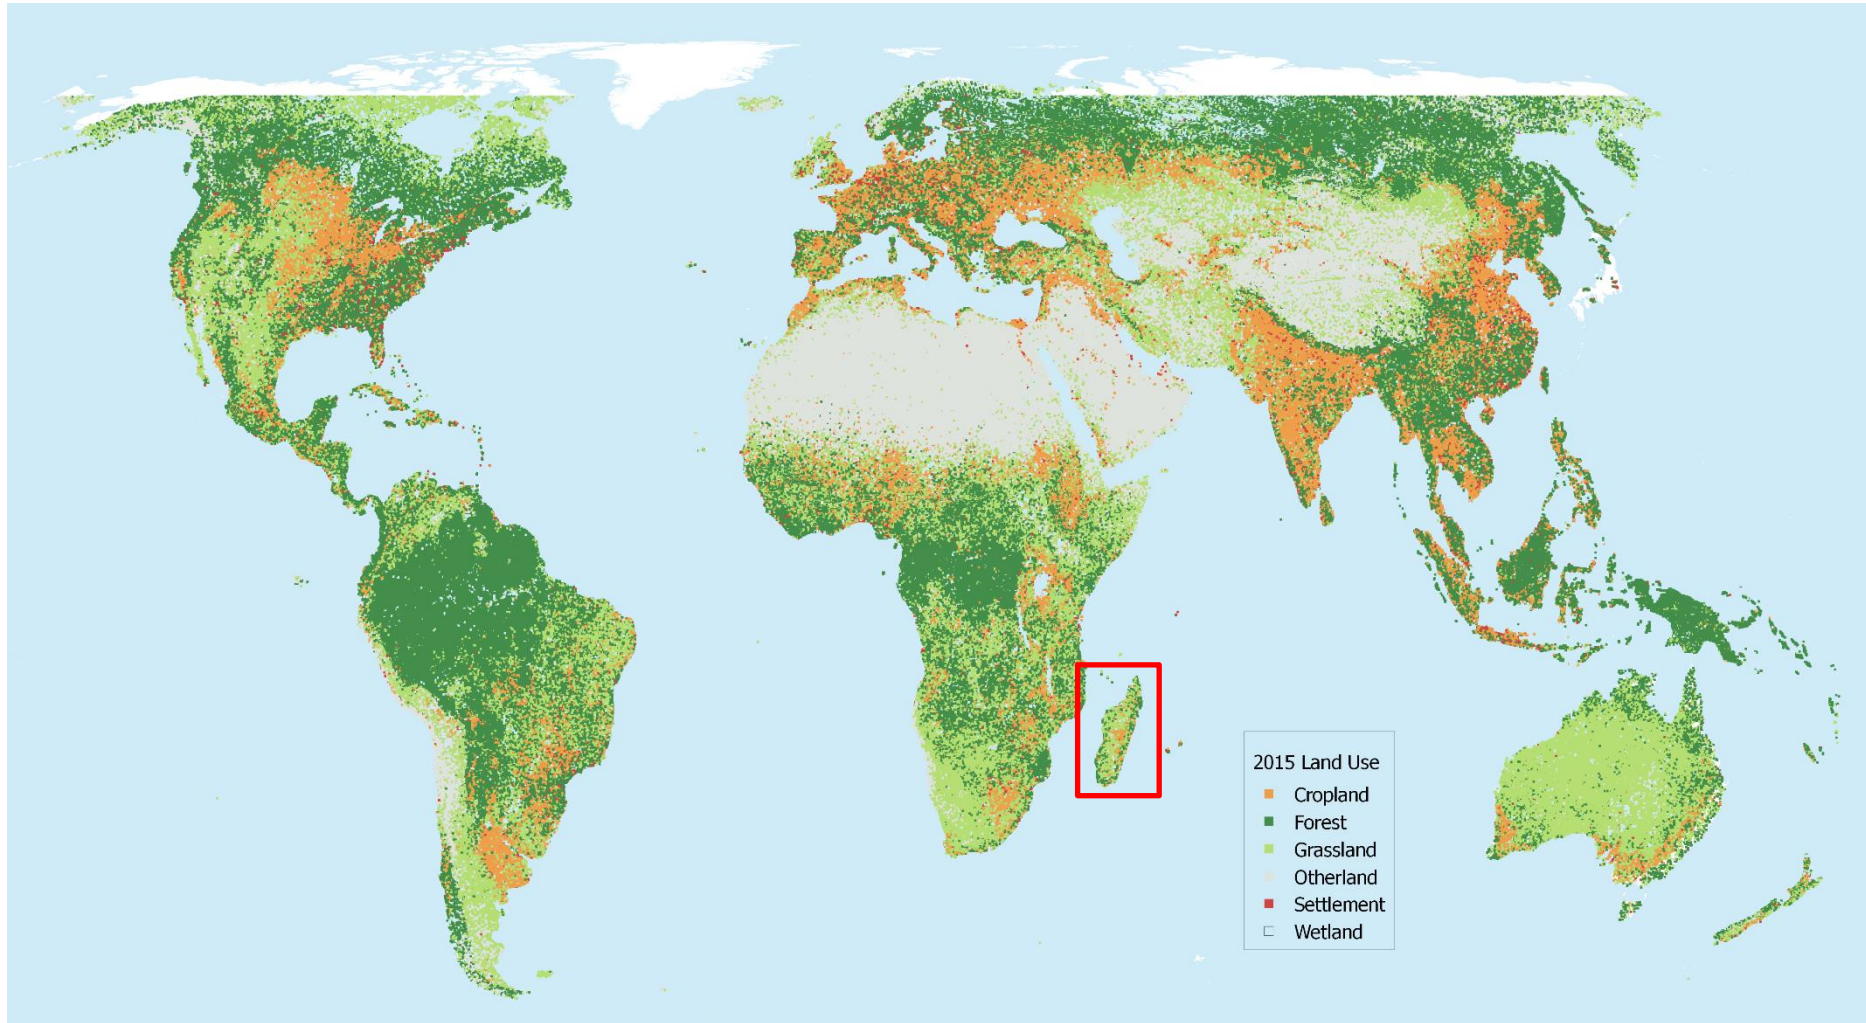 2015 Land Use
Cropland
Forest
Grassland
Otherland
Settlement
Wetland